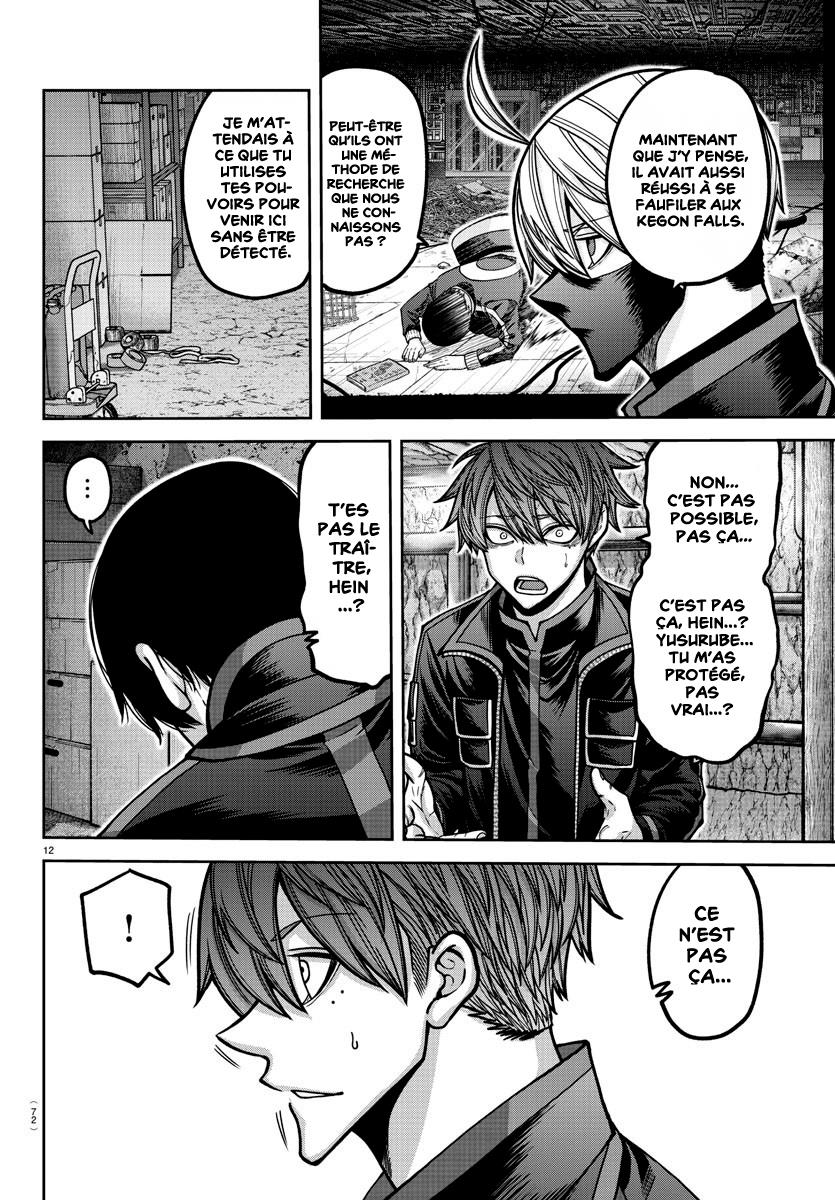 MAINTENANT
QUE J'Y PENSE,
IL AVAIT AUSSI
RÉUSSI À SE
FAUFILER AUX
KEGON FALLS.
PEUT-ÊTRE
QU'ILS ONT
UNE MÉ-
THODE DE
RECHERCHE
QUE NOUS
NE CON-
NAISSONS
PAS ?
JE M'AT-
TENDAIS À
CE QUE TU
UTILISES
TES POU-
VOIRS POUR
VENIR ICI
SANS ÊTRE
DÉTECTÉ.
NON...
C'EST PAS
POSSIBLE,
PAS ÇA...
C'EST PAS
ÇA, HEIN...?
YUSURUBE...
TU M'AS
PROTÉGÉ,
PAS
VRAI...?
T'ES
PAS LE
TRAÎ-
TRE,
HEIN
...?
...
CE
N'EST
PAS
ÇA...
!
12
(72)